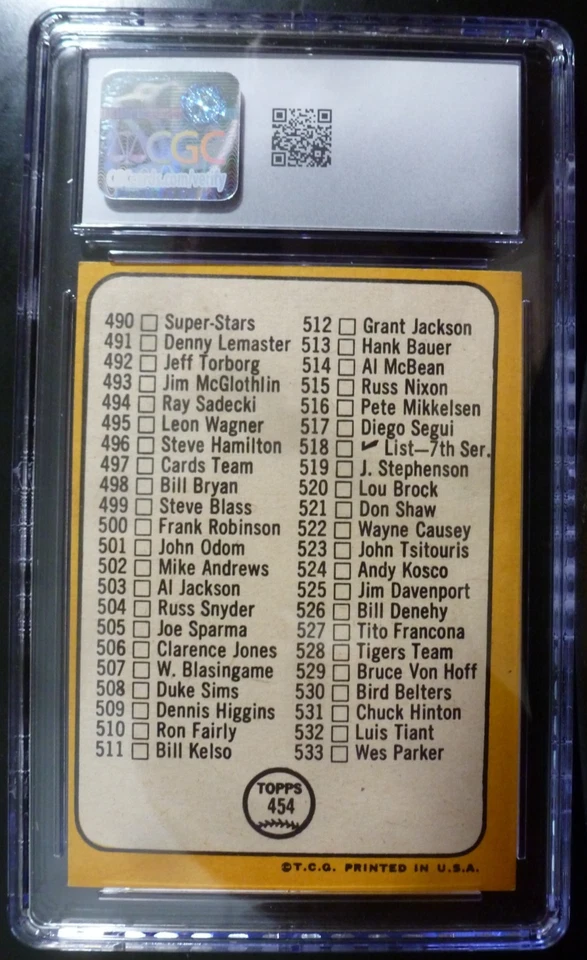 CGC
490 □ Super-Stars
491 □ Denny Lemaster
492 □ Jeff Torborg
493 □ Jim McGlothlin
494 □ Ray Sadecki
495 □ Leon Wagner
496 □ Steve Hamilton
497 □ Cards Team
498 □ Bill Bryan
499 □ Steve Blass
500 □ Frank Robinson
501 □ John Odom
502 □ Mike Andrews
503 □ Al Jackson
504 □ Russ Snyder
505 □ Joe Sparma
506 □ Clarence Jones
507 □ W. Blasingame
508 □ Duke Sims
509 □ Dennis Higgins
510 □ Ron Fairly
511 □ Bill Kelso
512 □ Grant Jackson
513 □ Hank Bauer
514 □ Al McBean
515 □ Russ Nixon
516 □ Pete Mikkelsen
517 □ Diego Segui
518 □ ✔ List—7th Ser.
519 □ J. Stephenson
520 □ Lou Brock
521 □ Don Shaw
522 □ Wayne Causey
523 □ John Tsitouris
524 □ Andy Kosco
525 □ Jim Davenport
526 □ Bill Denehy
527 □ Tito Francona
528 □ Tigers Team
529 □ Bruce Von Hoff
530 □ Bird Belters
531 □ Chuck Hinton
532 □ Luis Tiant
533 □ Wes Parker
TOPPS
454
©T.C.G. PRINTED IN U.S.A.